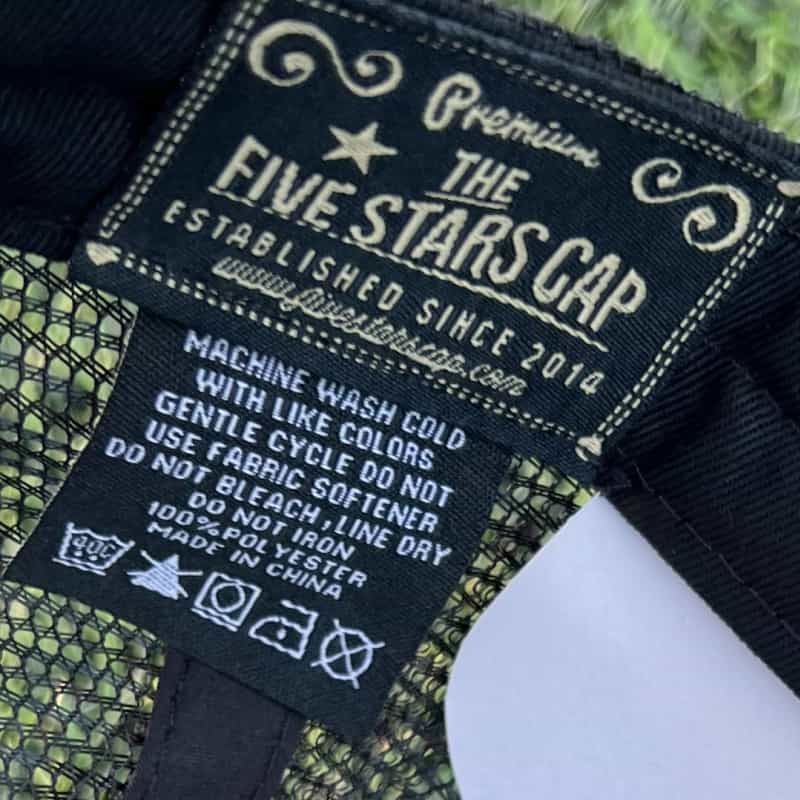 Premium
THE
FIVE STARS CAP
ESTABLISHED SINCE 2014
www.fivestarscap.com
MACHINE WASH COLD
WITH LIKE COLORS
GENTLE CYCLE DO NOT
USE FABRIC SOFTENER
DO NOT BLEACH, LINE DRY
DO NOT IRON
100%POLYESTER
MADE IN CHINA